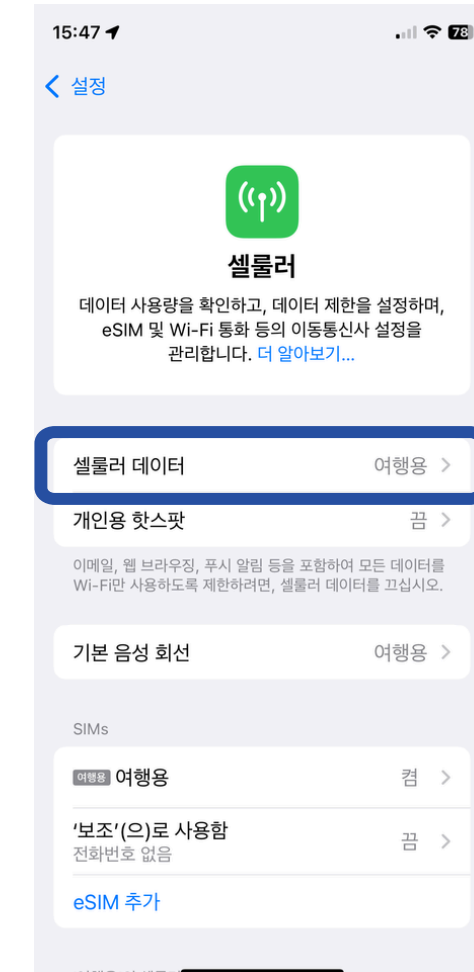 15:47
78
설정
셀룰러
데이터 사용량을 확인하고, 데이터 제한을 설정하며,
eSIM 및 Wi-Fi 통화 등의 이동통신사 설정을
관리합니다. 더 알아보기...
셀룰러 데이터 여행용
개인용 핫스팟 끔
이메일, 웹 브라우징, 푸시 알림 등을 포함하여 모든 데이터를
Wi-Fi만 사용하도록 제한하려면, 셀룰러 데이터를 끄십시오.
기본 음성 회선 여행용
SIMs
여행용 여행용 켬
‘보조’(으)로 사용함 끔
전화번호 없음
eSIM 추가